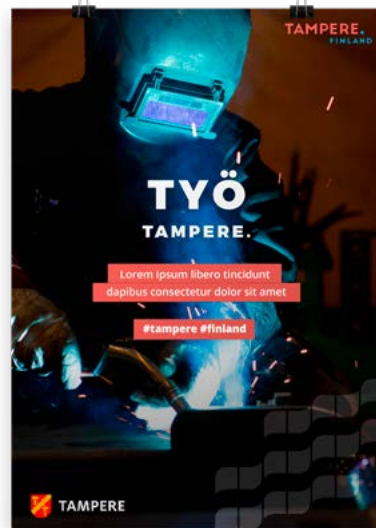 TAMPERE.
FINLAND
TYÖ
TAMPERE.
Lorem ipsum libero tincidunt
dapibus consectetur dolor sit amet
#tampere #finland
TAMPERE